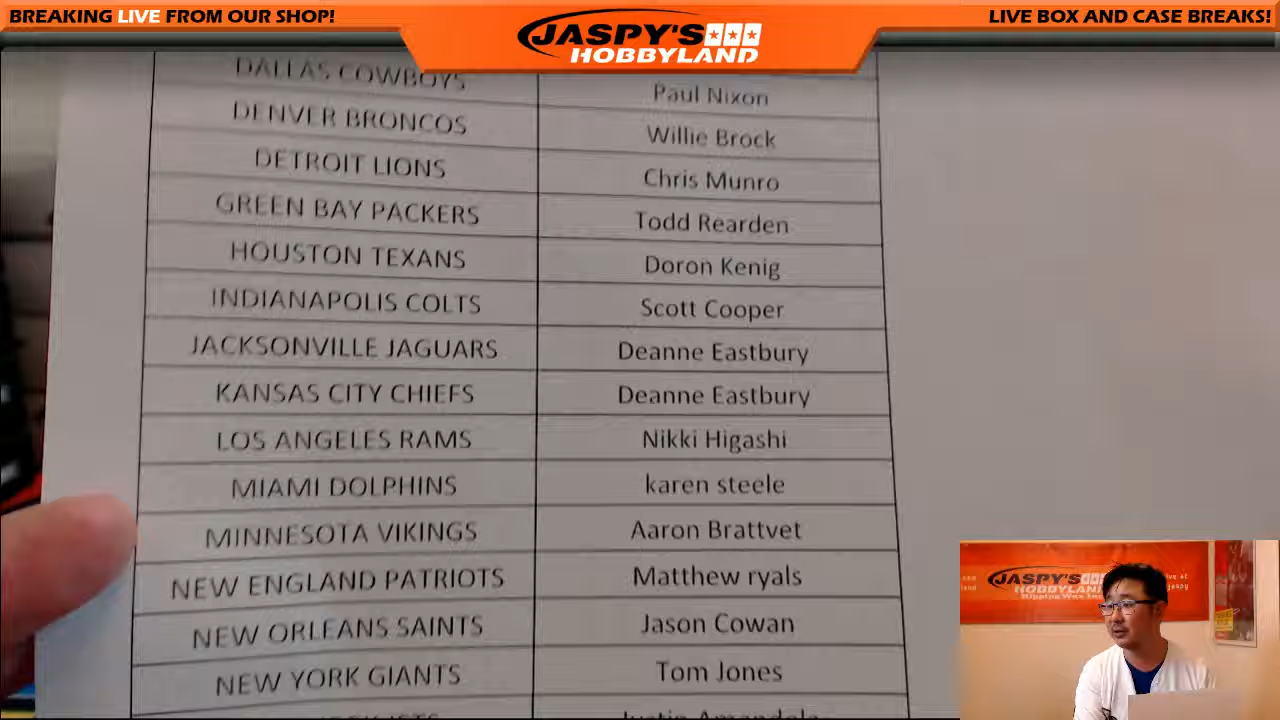 BREAKING LIVE FROM OUR SHOP!
JASPY'S
HOBBYLAND
LIVE BOX AND CASE BREAKS!
DALLAS COWBOYS Paul Nixon
DENVER BRONCOS Willie Brock
DETROIT LIONS Chris Munro
GREEN BAY PACKERS Todd Rearden
HOUSTON TEXANS Doron Kenig
INDIANAPOLIS COLTS Scott Cooper
JACKSONVILLE JAGUARS Deanne Eastbury
KANSAS CITY CHIEFS Deanne Eastbury
LOS ANGELES RAMS Nikki Higashi
MIAMI DOLPHINS karen steele
MINNESOTA VIKINGS Aaron Brattvet
NEW ENGLAND PATRIOTS Matthew ryals
NEW ORLEANS SAINTS Jason Cowan
NEW YORK GIANTS Tom Jones
JASPY'S
HOBBYLAND